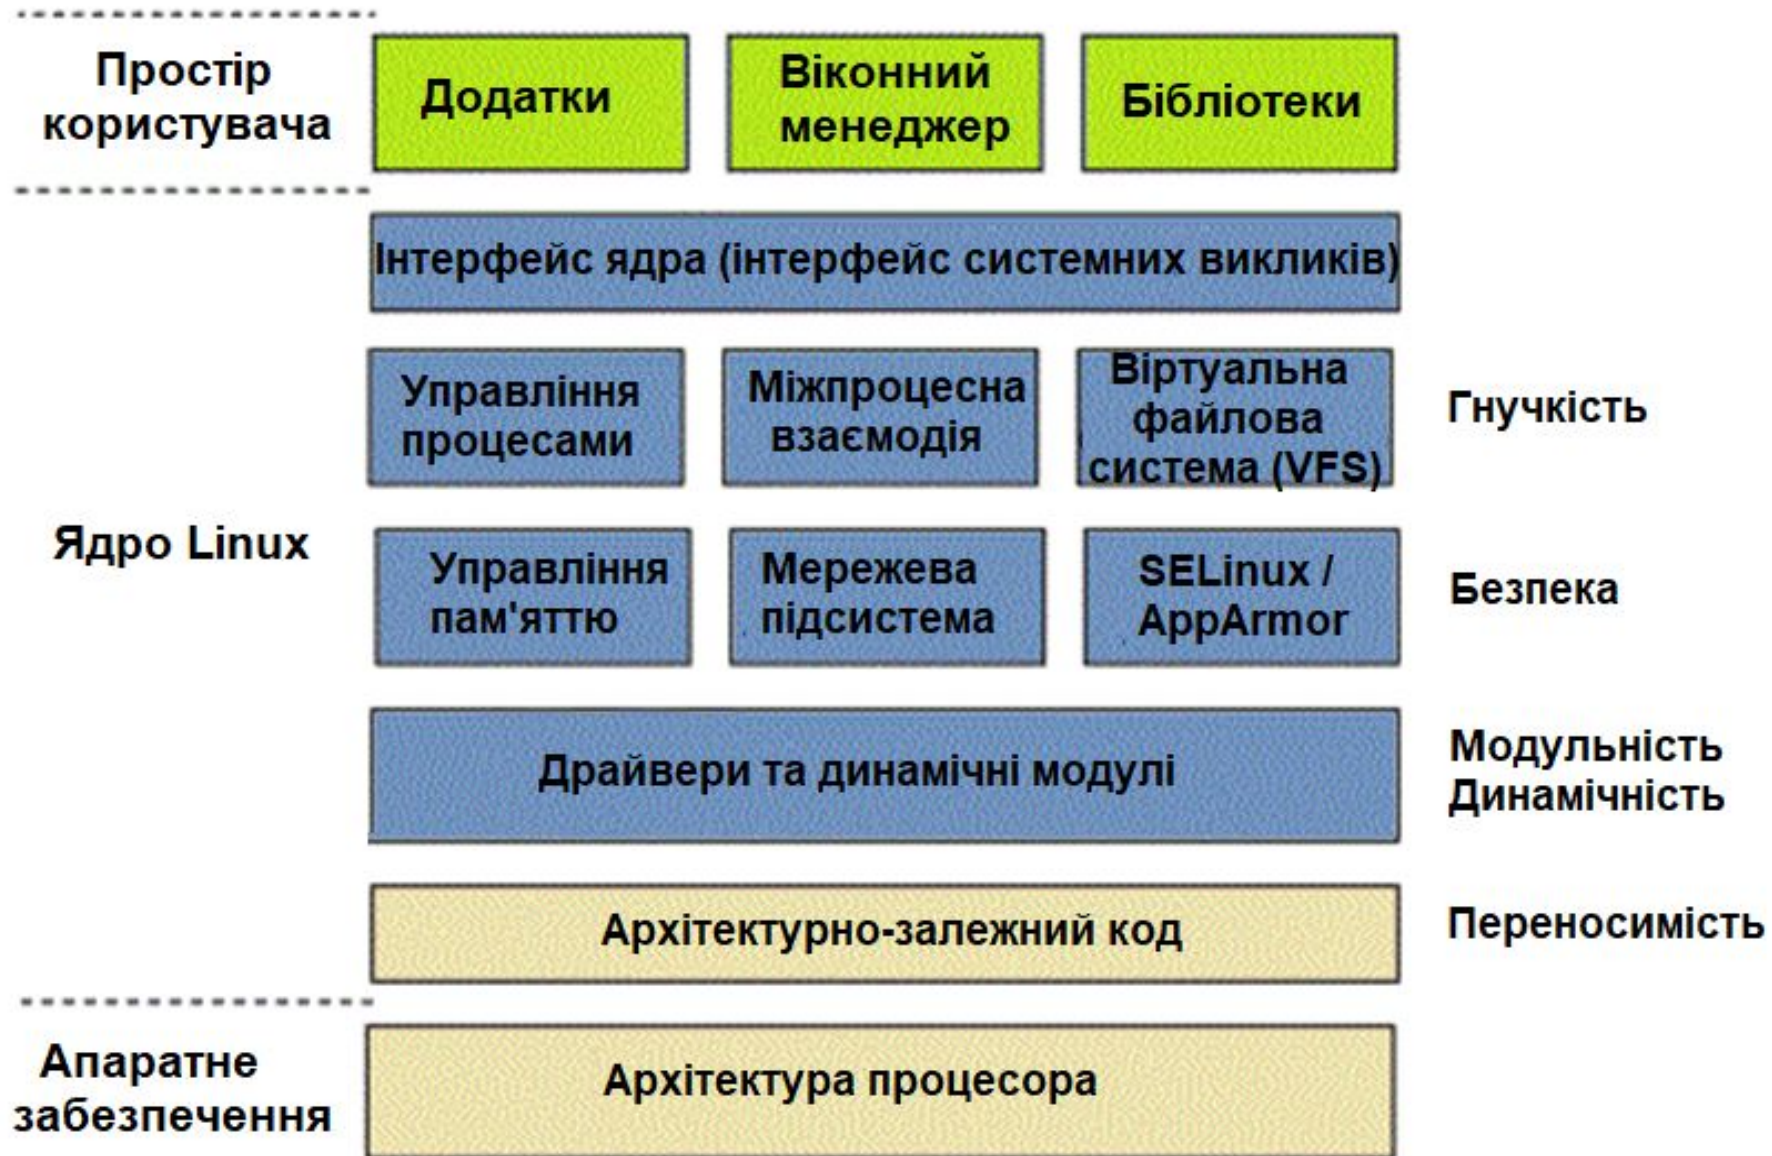 Простір
користувача
Додатки
Віконний
менеджер
Бібліотеки
Інтерфейс ядра (інтерфейс системних викликів)
Ядро Linux
Управління
процесами
Міжпроцесна
взаємодія
Віртуальна
файлова
система (VFS)
Гнучкість
Управління
пам'яттю
Мережева
підсистема
SELinux /
AppArmor
Безпека
Драйвери та динамічні модулі
Модульність
Динамічність
Архітектурно-залежний код
Переносимість
Апаратне
забезпечення
Архітектура процесора